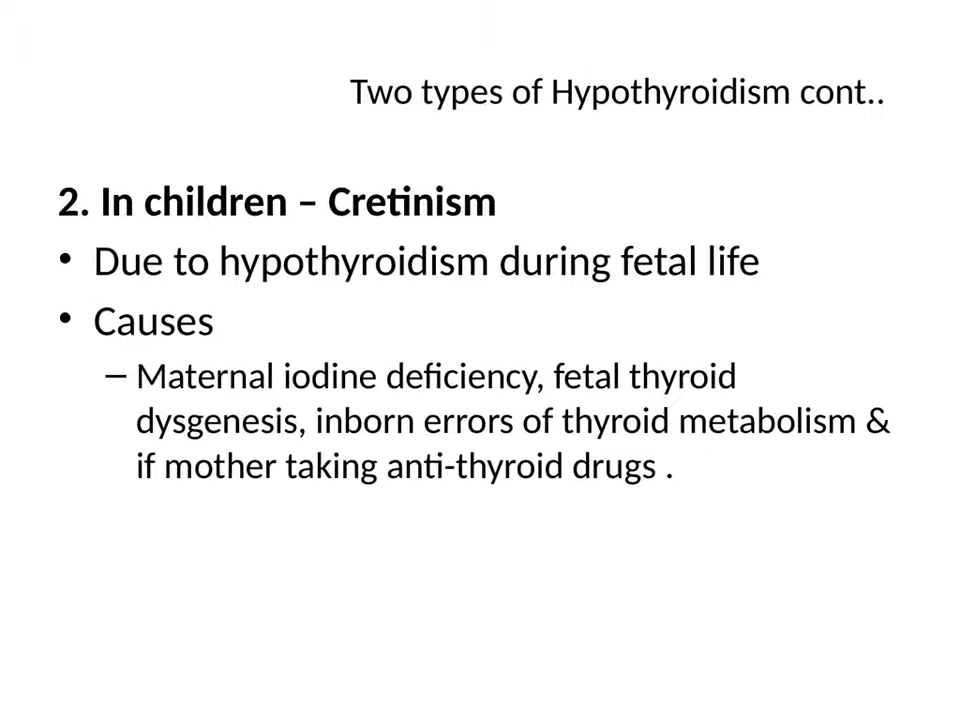 Two types of Hypothyroidism cont..
2. In children – Cretinism
• Due to hypothyroidism during fetal life
• Causes
– Maternal iodine deficiency, fetal thyroid
dysgenesis, inborn errors of thyroid metabolism &
if mother taking anti-thyroid drugs .